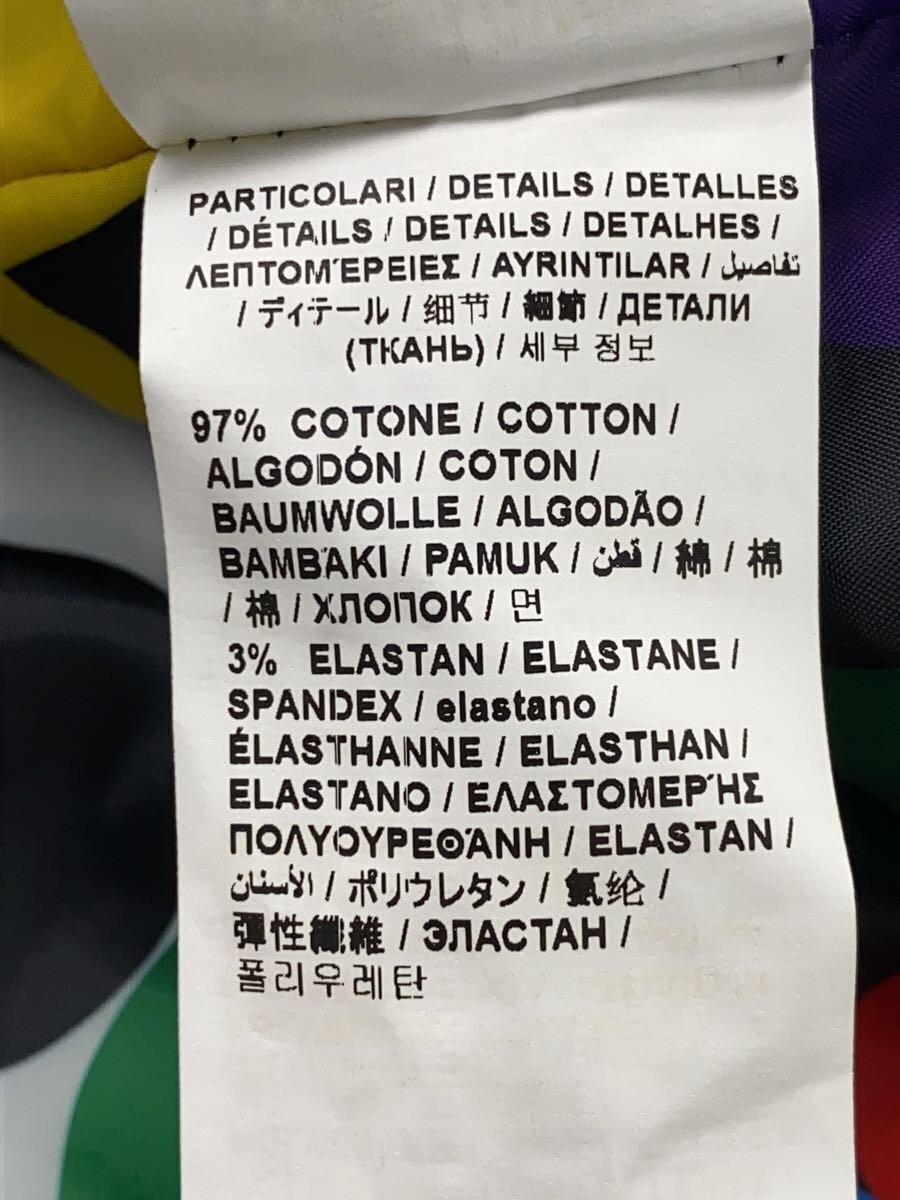 PARTICOLARI / DETAILS / DETALLES
/ DÉTAILS / DETAILS / DETALHES /
ΛΕΠΤΟΜΈΡΕΙΕΣ / AYRINTILAR / تفاصيل
/ ディテール / 细节 / 細節 / ДЕТАЛИ
(ТКАНЬ) / 세부 정보
97% COTONE / COTTON /
ALGODÓN / COTON /
BAUMWOLLE / ALGODÃO /
BAMBΆKI / PAMUK / قطن / 綿 / 棉
/ 棉 / ХЛОПОК / 면
3% ELASTAN / ELASTANE /
SPANDEX / elastano /
ÉLASTHANNE / ELASTHAN /
ELASTANO / ΕΛΑΣΤΟΜΕΡΉΣ
ΠΟΛΥΟΥΡΕΘΆΝΗ / ELASTAN /
الأسنان / ポリウレタン / 氨纶 /
彈性纖維 / ЭЛАСТАН /
폴리우레탄